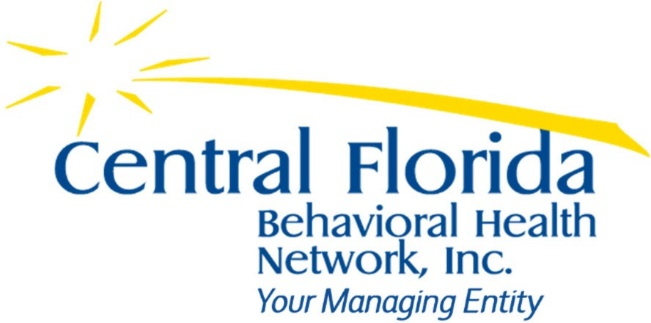 Central Florida
Behavioral Health
Network, Inc.
Your Managing Entity